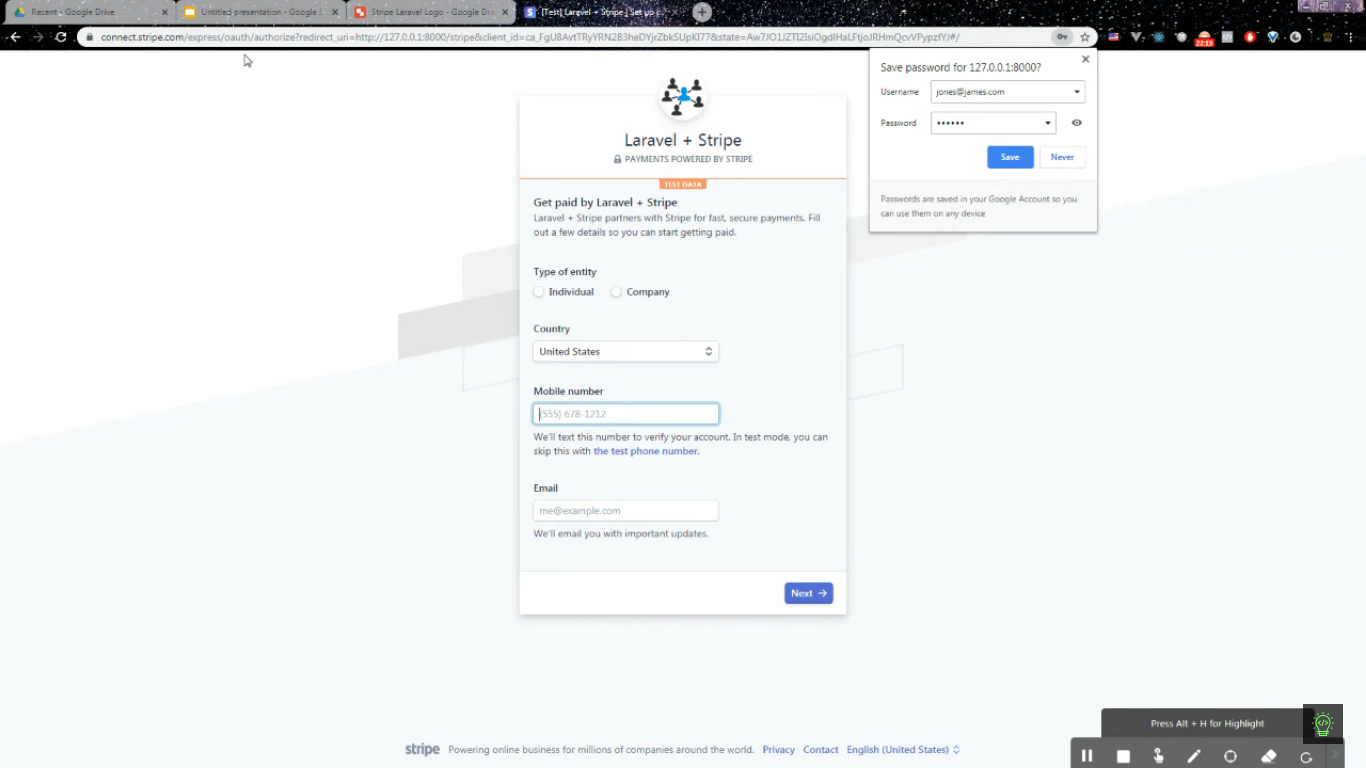 Recent - Google Drive
Untitled presentation - Google S
Stripe Laravel Logo - Google Dr
[Test] Laravel + Stripe | Set up
connect.stripe.com/express/oauth/authorize?redirect_uri=http://127.0.0.1:8000/stripe&client_id=
22:19
Save password for 127.0.0.1:8000?
Username
jones@james.com
Password
••••••
Save
Never
Passwords are saved in your Google Account so you
can use them on any device
Laravel + Stripe
PAYMENTS POWERED BY STRIPE
TEST DATA
Get paid by Laravel + Stripe
Laravel + Stripe partners with Stripe for fast, secure payments. Fill
out a few details so you can start getting paid.
Type of entity
Individual
Company
Country
United States
Mobile number
(555) 678-1212
We'll text this number to verify your account. In test mode, you can
skip this with the test phone number.
Email
me@example.com
We'll email you with important updates.
Next →
stripe Powering online business for millions of companies around the world. Privacy Contact English (United States)
Press Alt + H for Highlight